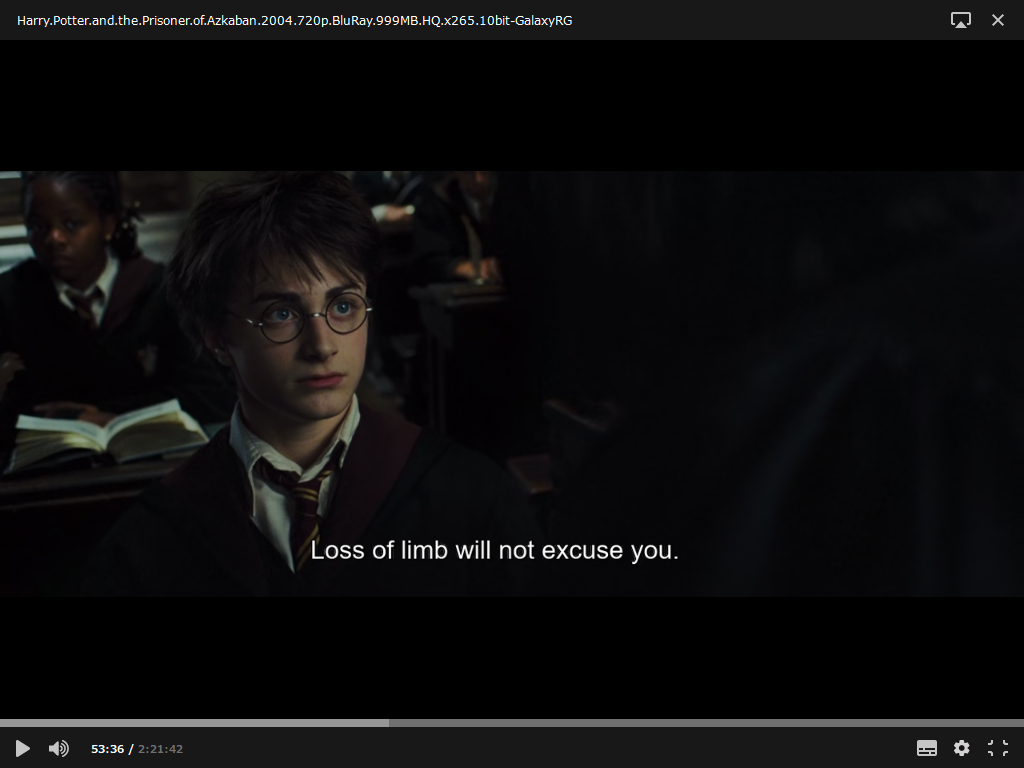 Harry.Potter.and.the.Prisoner.of.Azkaban.2004.720p.BluRay.999MB.HQ.x265.10bit-GalaxyRG
Loss of limb will not excuse you.
53:36 / 2:21:42